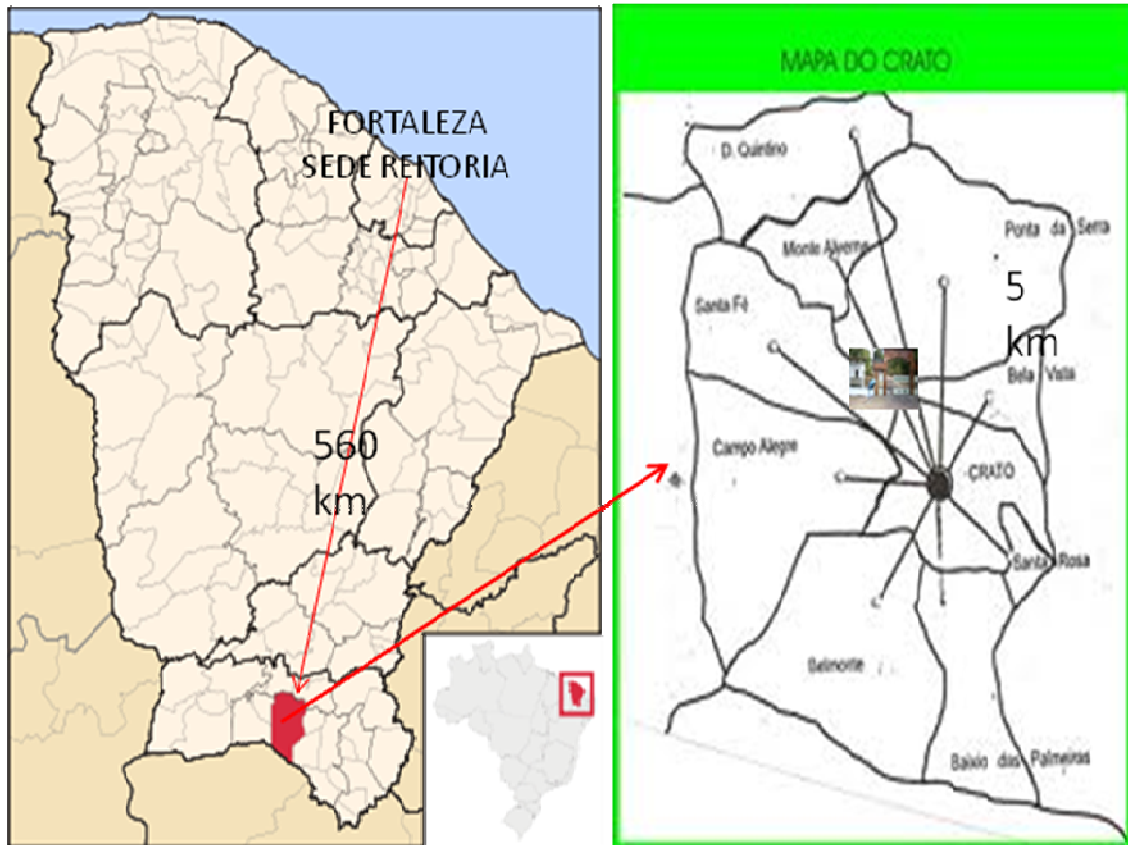 FORTALEZA
SEDE REITORIA
560
km
MAPA DO CRATO
D. Quintino
Ponta da Serra
Monte Alverne
5
km
Santa Fé
Bela Vista
Campo Alegre
CRATO
Santa Rosa
Belmonte
Baixio das Palmeiras